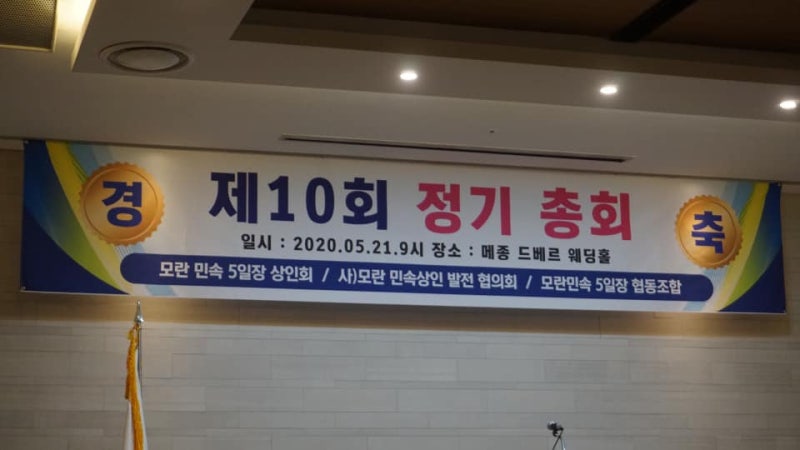 경
제10회 정기 총회
축
일시 : 2020.05.21.9시 장소 : 메종 드베르 웨딩홀
모란 민속 5일장 상인회 / 사)모란 민속상인 발전 협의회 / 모란민속 5일장 협동조합